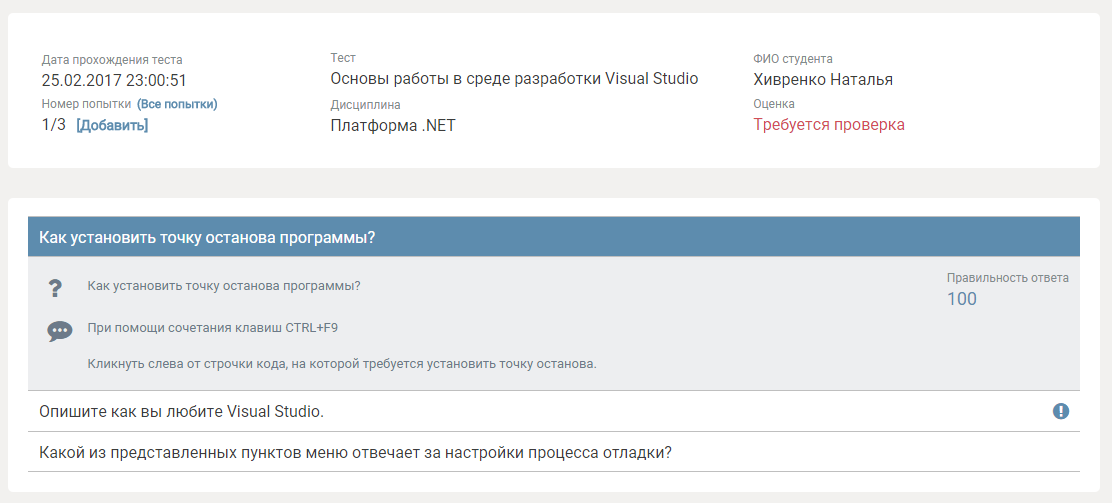 Дата прохождения теста
25.02.2017 23:00:51
Номер попытки (Все попытки)
1/3 [Добавить]
Тест
Основы работы в среде разработки Visual Studio
Дисциплина
Платформа .NET
ФИО студента
Хивренко Наталья
Оценка
Требуется проверка
Как установить точку останова программы?
Как установить точку останова программы?
Правильность ответа
100
При помощи сочетания клавиш CTRL+F9
Кликнуть слева от строчки кода, на которой требуется установить точку останова.
Опишите как вы любите Visual Studio.
Какой из представленных пунктов меню отвечает за настройки процесса отладки?